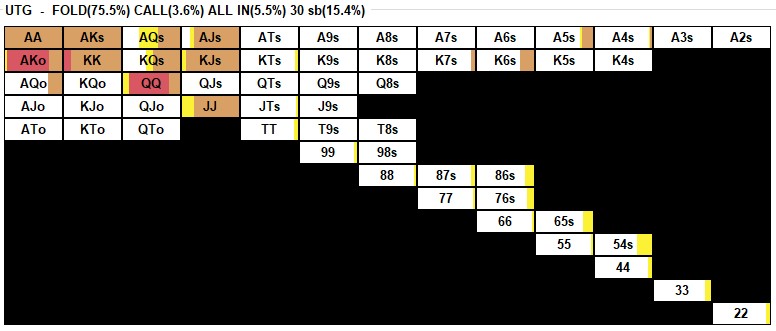 UTG - FOLD(75.5%) CALL(3.6%) ALL IN(5.5%) 30 sb(15.4%)
AA AKs AQs AJs ATs A9s A8s A7s A6s A5s A4s A3s A2s
AKo KK KQs KJs KTs K9s K8s K7s K6s K5s K4s
AQo KQo QQ QJs QTs Q9s Q8s
AJo KJo QJo JJ JTs J9s
ATo KTo QTo TT T9s T8s
99 98s
88 87s 86s
77 76s
66 65s
55 54s
44
33
22